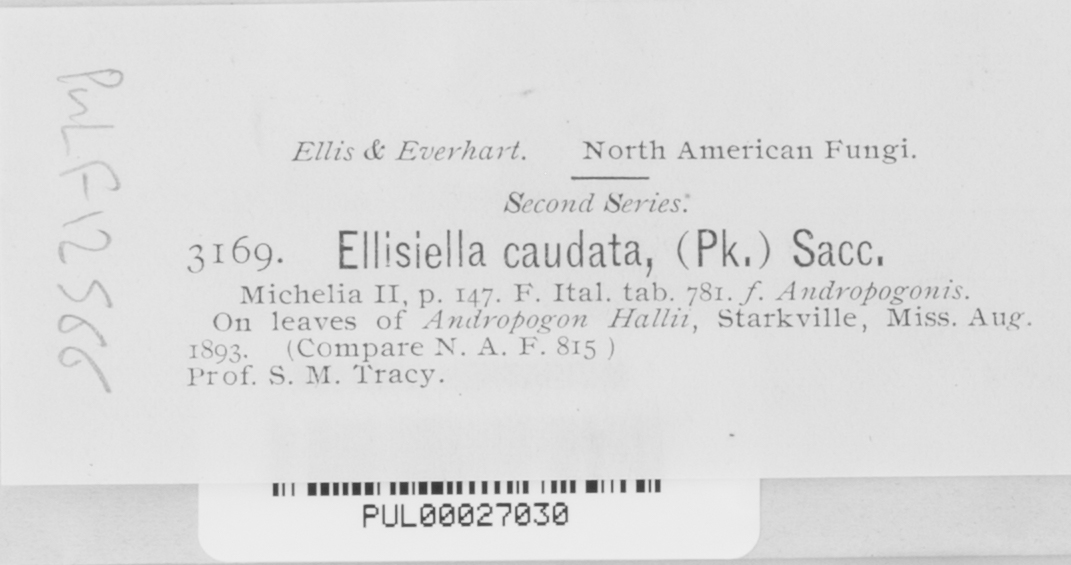 Ellis & Everhart. North American Fungi.
Second Series.
3169. Ellisiella caudata, (Pk.) Sacc.
Michelia II, p. 147. F. Ital. tab. 781. f. Andropogonis.
On leaves of Andropogon Hallii, Starkville, Miss. Aug.
1893. (Compare N. A. F. 815 )
Prof. S. M. Tracy.
PUL F-12566
PUL00027030